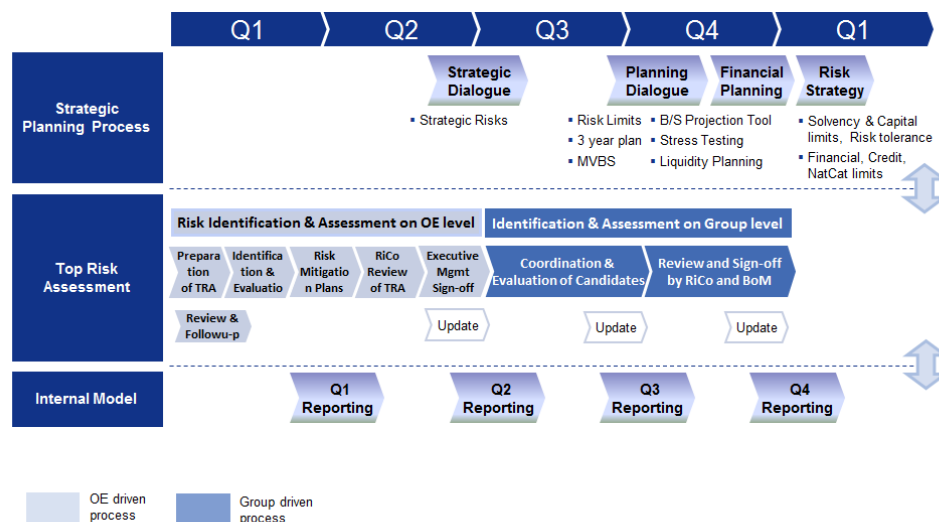 Q1
Q2
Q3
Q4
Q1
Strategic
Planning Process
Strategic
Dialogue
Planning
Dialogue
Financial
Planning
Risk
Strategy
▪ Strategic Risks
▪ Risk Limits
▪ 3 year plan
▪ MVBS
▪ B/S Projection Tool
▪ Stress Testing
▪ Liquidity Planning
▪ Solvency & Capital
limits, Risk tolerance
▪ Financial, Credit,
NatCat limits
Top Risk
Assessment
Risk Identification & Assessment on OE level
Identification & Assessment on Group level
Prepara
tion
of TRA
Identifica
tion &
Evaluatio
Risk
Mitigatio
n Plans
RiCo
Review
of TRA
Executive
Mgmt
Sign-off
Coordination &
Evaluation of Candidates
Review and Sign-off
by RiCo and BoM
Review &
Followu-p
Update
Update
Update
Internal Model
Q1
Reporting
Q2
Reporting
Q3
Reporting
Q4
Reporting
OE driven
process
Group driven
process